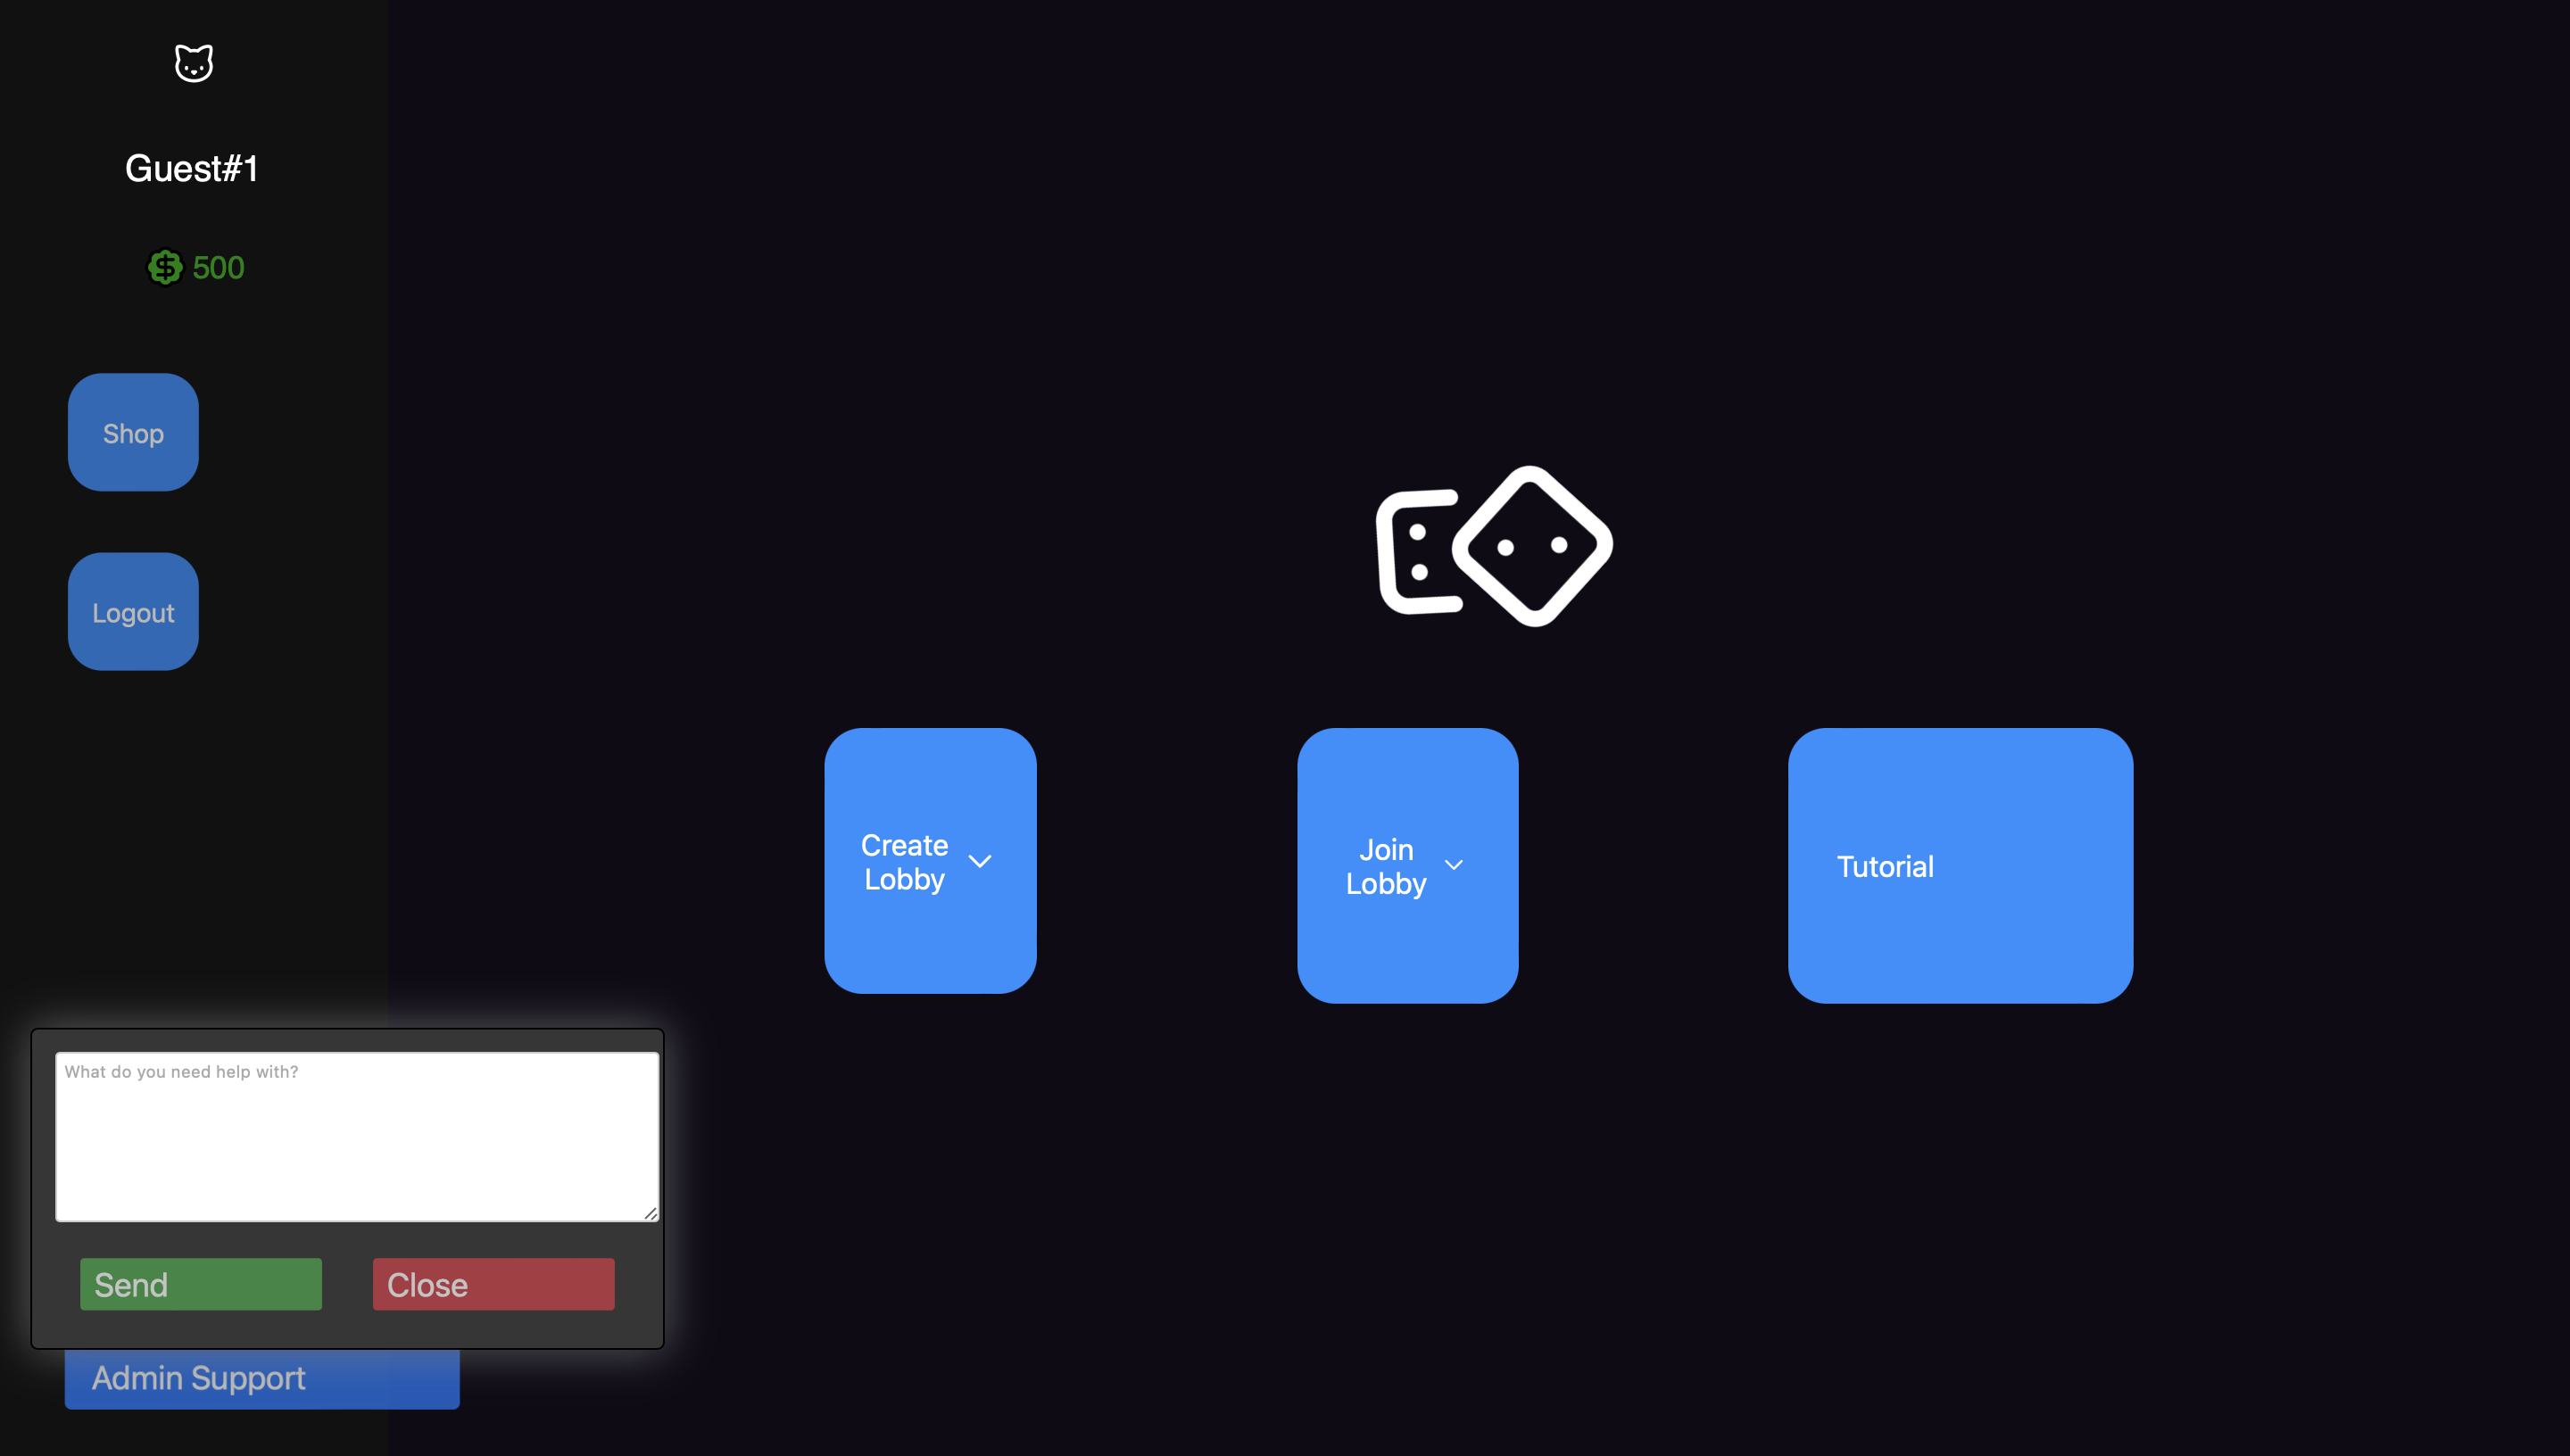 Guest#1
500
Shop
Logout
Create
Lobby
Join
Lobby
Tutorial
What do you need help with?
Send
Close
Admin Support